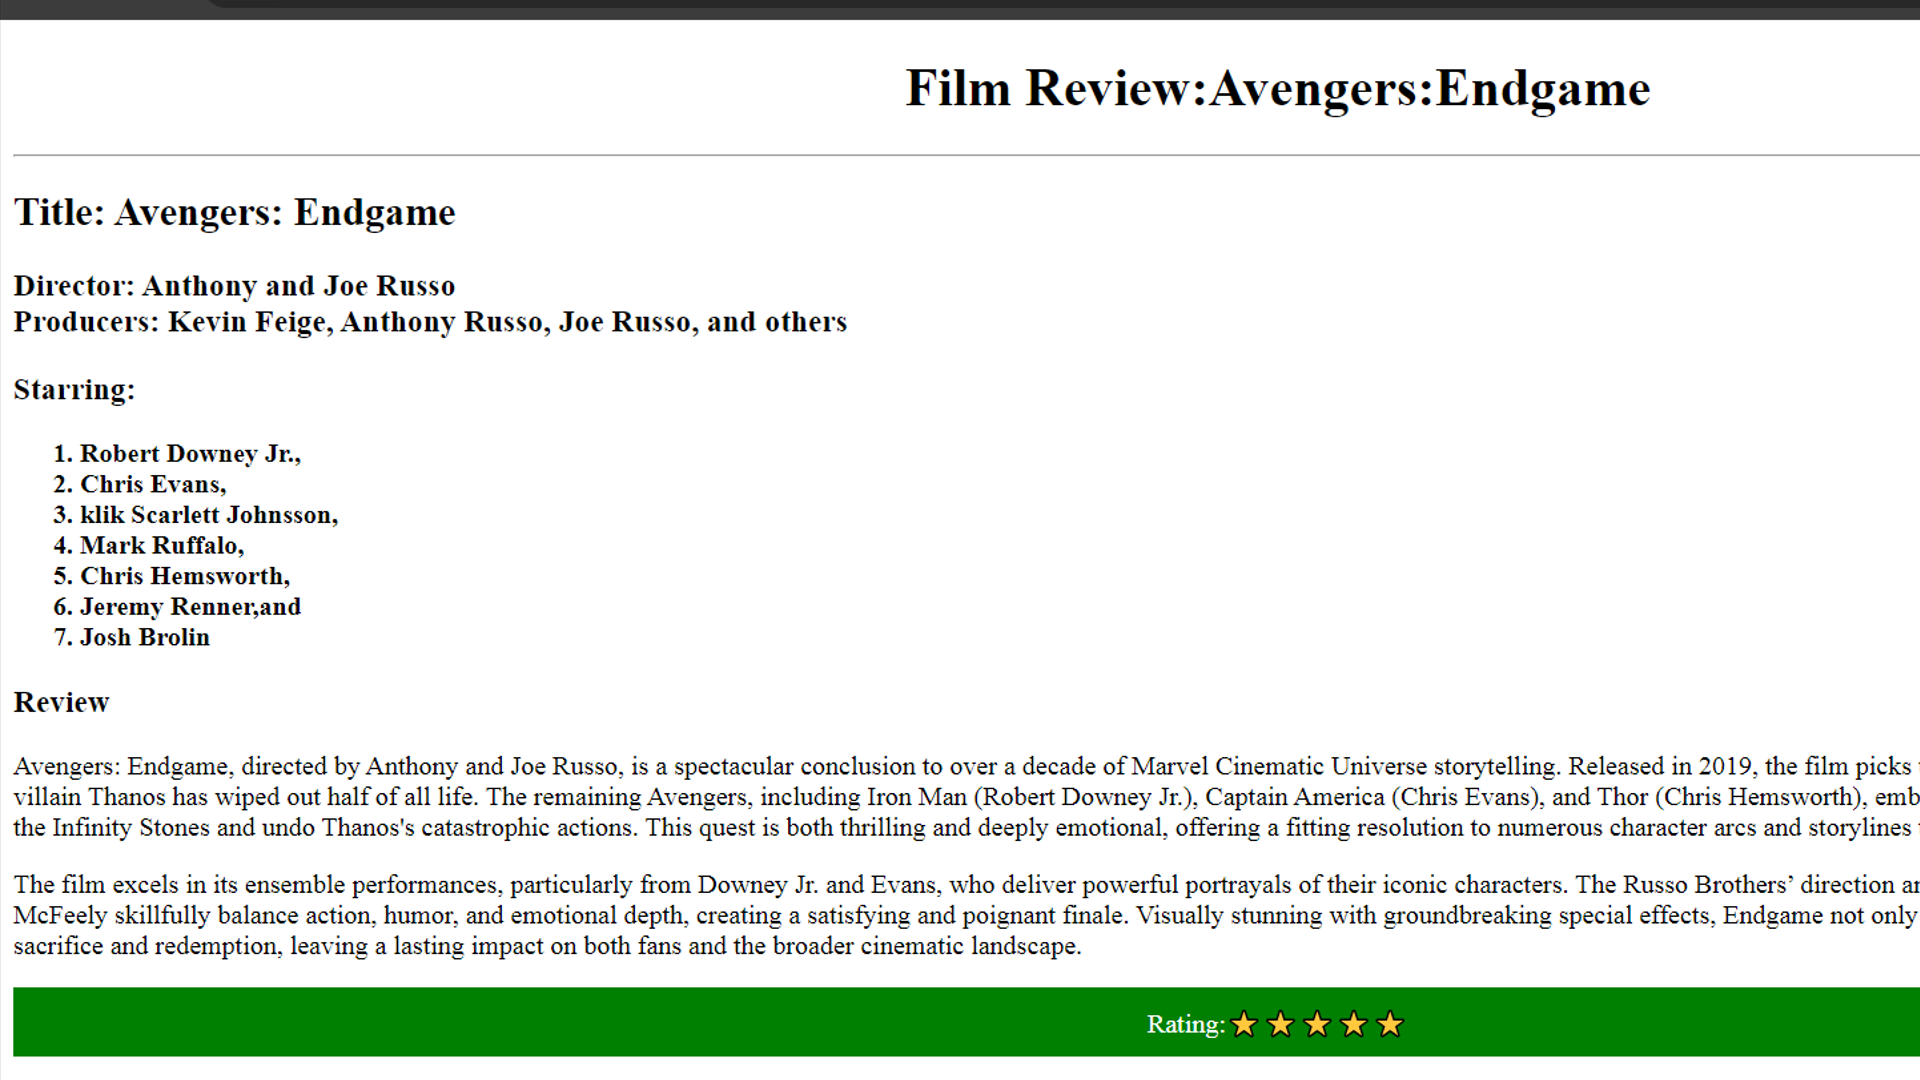 Film Review:Avengers:Endgame
Title: Avengers: Endgame
Director: Anthony and Joe Russo
Producers: Kevin Feige, Anthony Russo, Joe Russo, and others
Starring:
1. Robert Downey Jr.,
2. Chris Evans,
3. klik Scarlett Johnsson,
4. Mark Ruffalo,
5. Chris Hemsworth,
6. Jeremy Renner,and
7. Josh Brolin
Review
Avengers: Endgame, directed by Anthony and Joe Russo, is a spectacular conclusion to over a decade of Marvel Cinematic Universe storytelling. Released in 2019, the film picks
villain Thanos has wiped out half of all life. The remaining Avengers, including Iron Man (Robert Downey Jr.), Captain America (Chris Evans), and Thor (Chris Hemsworth), emb
the Infinity Stones and undo Thanos's catastrophic actions. This quest is both thrilling and deeply emotional, offering a fitting resolution to numerous character arcs and storylines
The film excels in its ensemble performances, particularly from Downey Jr. and Evans, who deliver powerful portrayals of their iconic characters. The Russo Brothers’ direction
McFeely skillfully balance action, humor, and emotional depth, creating a satisfying and poignant finale. Visually stunning with groundbreaking special effects, Endgame not only
sacrifice and redemption, leaving a lasting impact on both fans and the broader cinematic landscape.
Rating: